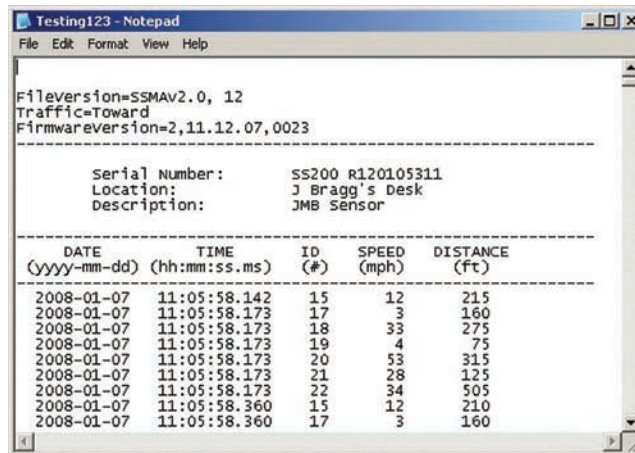 Testing123 - Notepad
File Edit Format View Help
FileVersion=SSMAv2.0, 12
Traffic=Toward
FirmwareVersion=2,11.12.07,0023
------------------------------------------------------------
Serial Number: SS200 R120105311
Location: J Bragg's Desk
Description: JMB Sensor
------------------------------------------------------------
DATE TIME ID SPEED DISTANCE
(yyyy-mm-dd) (hh:mm:ss.ms) (#) (mph) (ft)
------------------------------------------------------------
2008-01-07 11:05:58.142 15 12 215
2008-01-07 11:05:58.173 17 3 160
2008-01-07 11:05:58.173 18 33 275
2008-01-07 11:05:58.173 19 4 75
2008-01-07 11:05:58.173 20 53 315
2008-01-07 11:05:58.173 21 28 125
2008-01-07 11:05:58.173 22 34 505
2008-01-07 11:05:58.360 15 12 210
2008-01-07 11:05:58.360 17 3 160